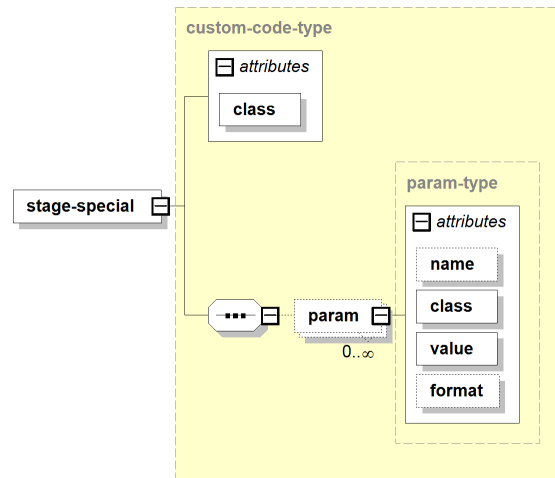 custom-code-type
attributes
class
stage-special
param-type
attributes
name
class
value
format
param
0..∞